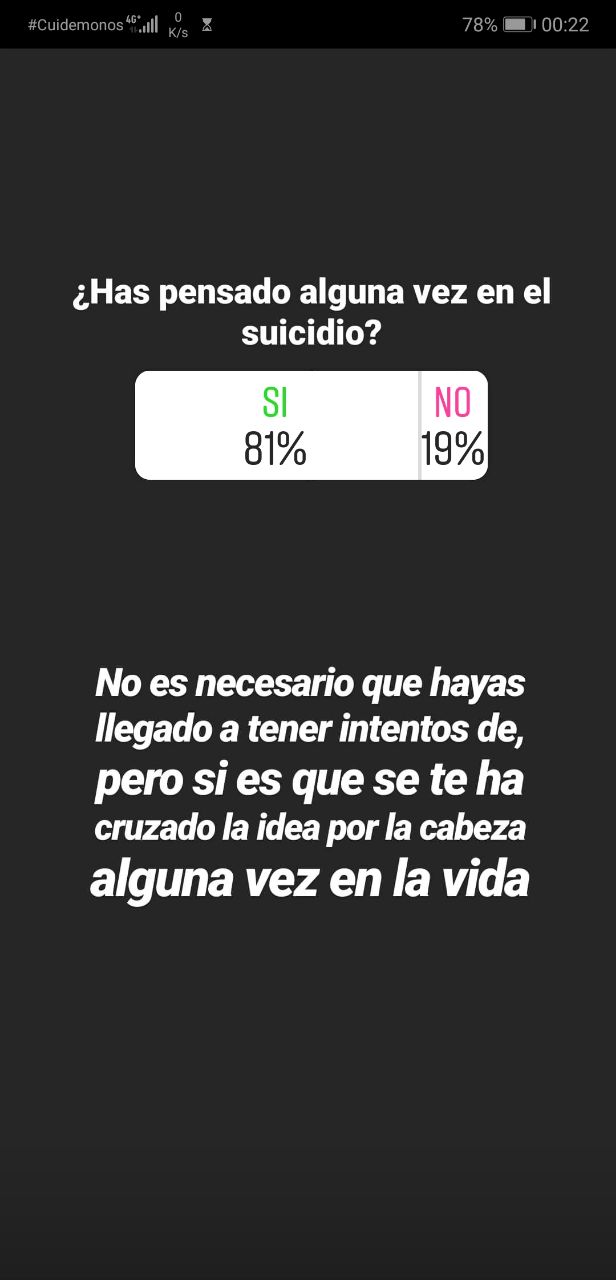 #Cuidemonos 4G+ 0 K/s 78% 00:22
¿Has pensado alguna vez en el
suicidio?
SI NO
81% 19%
No es necesario que hayas
llegado a tener intentos de,
pero si es que se te ha
cruzado la idea por la cabeza
alguna vez en la vida